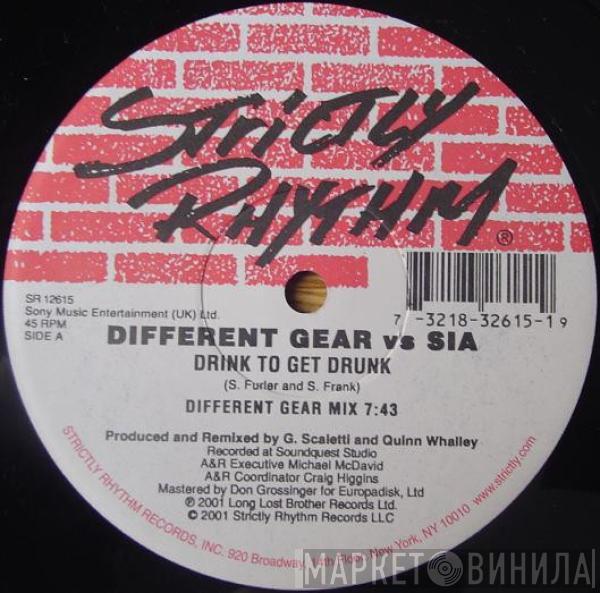 Strictly
Rhythm
®
SR 12615
Sony Music Entertainment (UK) Ltd.
45 RPM
SIDE A
7 -3218-32615-1 9
DIFFERENT GEAR vs SIA
DRINK TO GET DRUNK
(S. Furler and S. Frank)
DIFFERENT GEAR MIX 7:43
Produced and Remixed by G. Scaletti and Quinn Whalley
Recorded at Soundquest Studio
A&R Executive Michael McDavid
A&R Coordinator Craig Higgins
Mastered by Don Grossinger for Europadisk, Ltd
℗ 2001 Long Lost Brother Records Ltd.
© 2001 Strictly Rhythm Records LLC
STRICTLY RHYTHM RECORDS, INC. 920 Broadway, 14th Floor, New York, NY 10010 www.strictly.com
МАРКЕТ ВИНИЛА